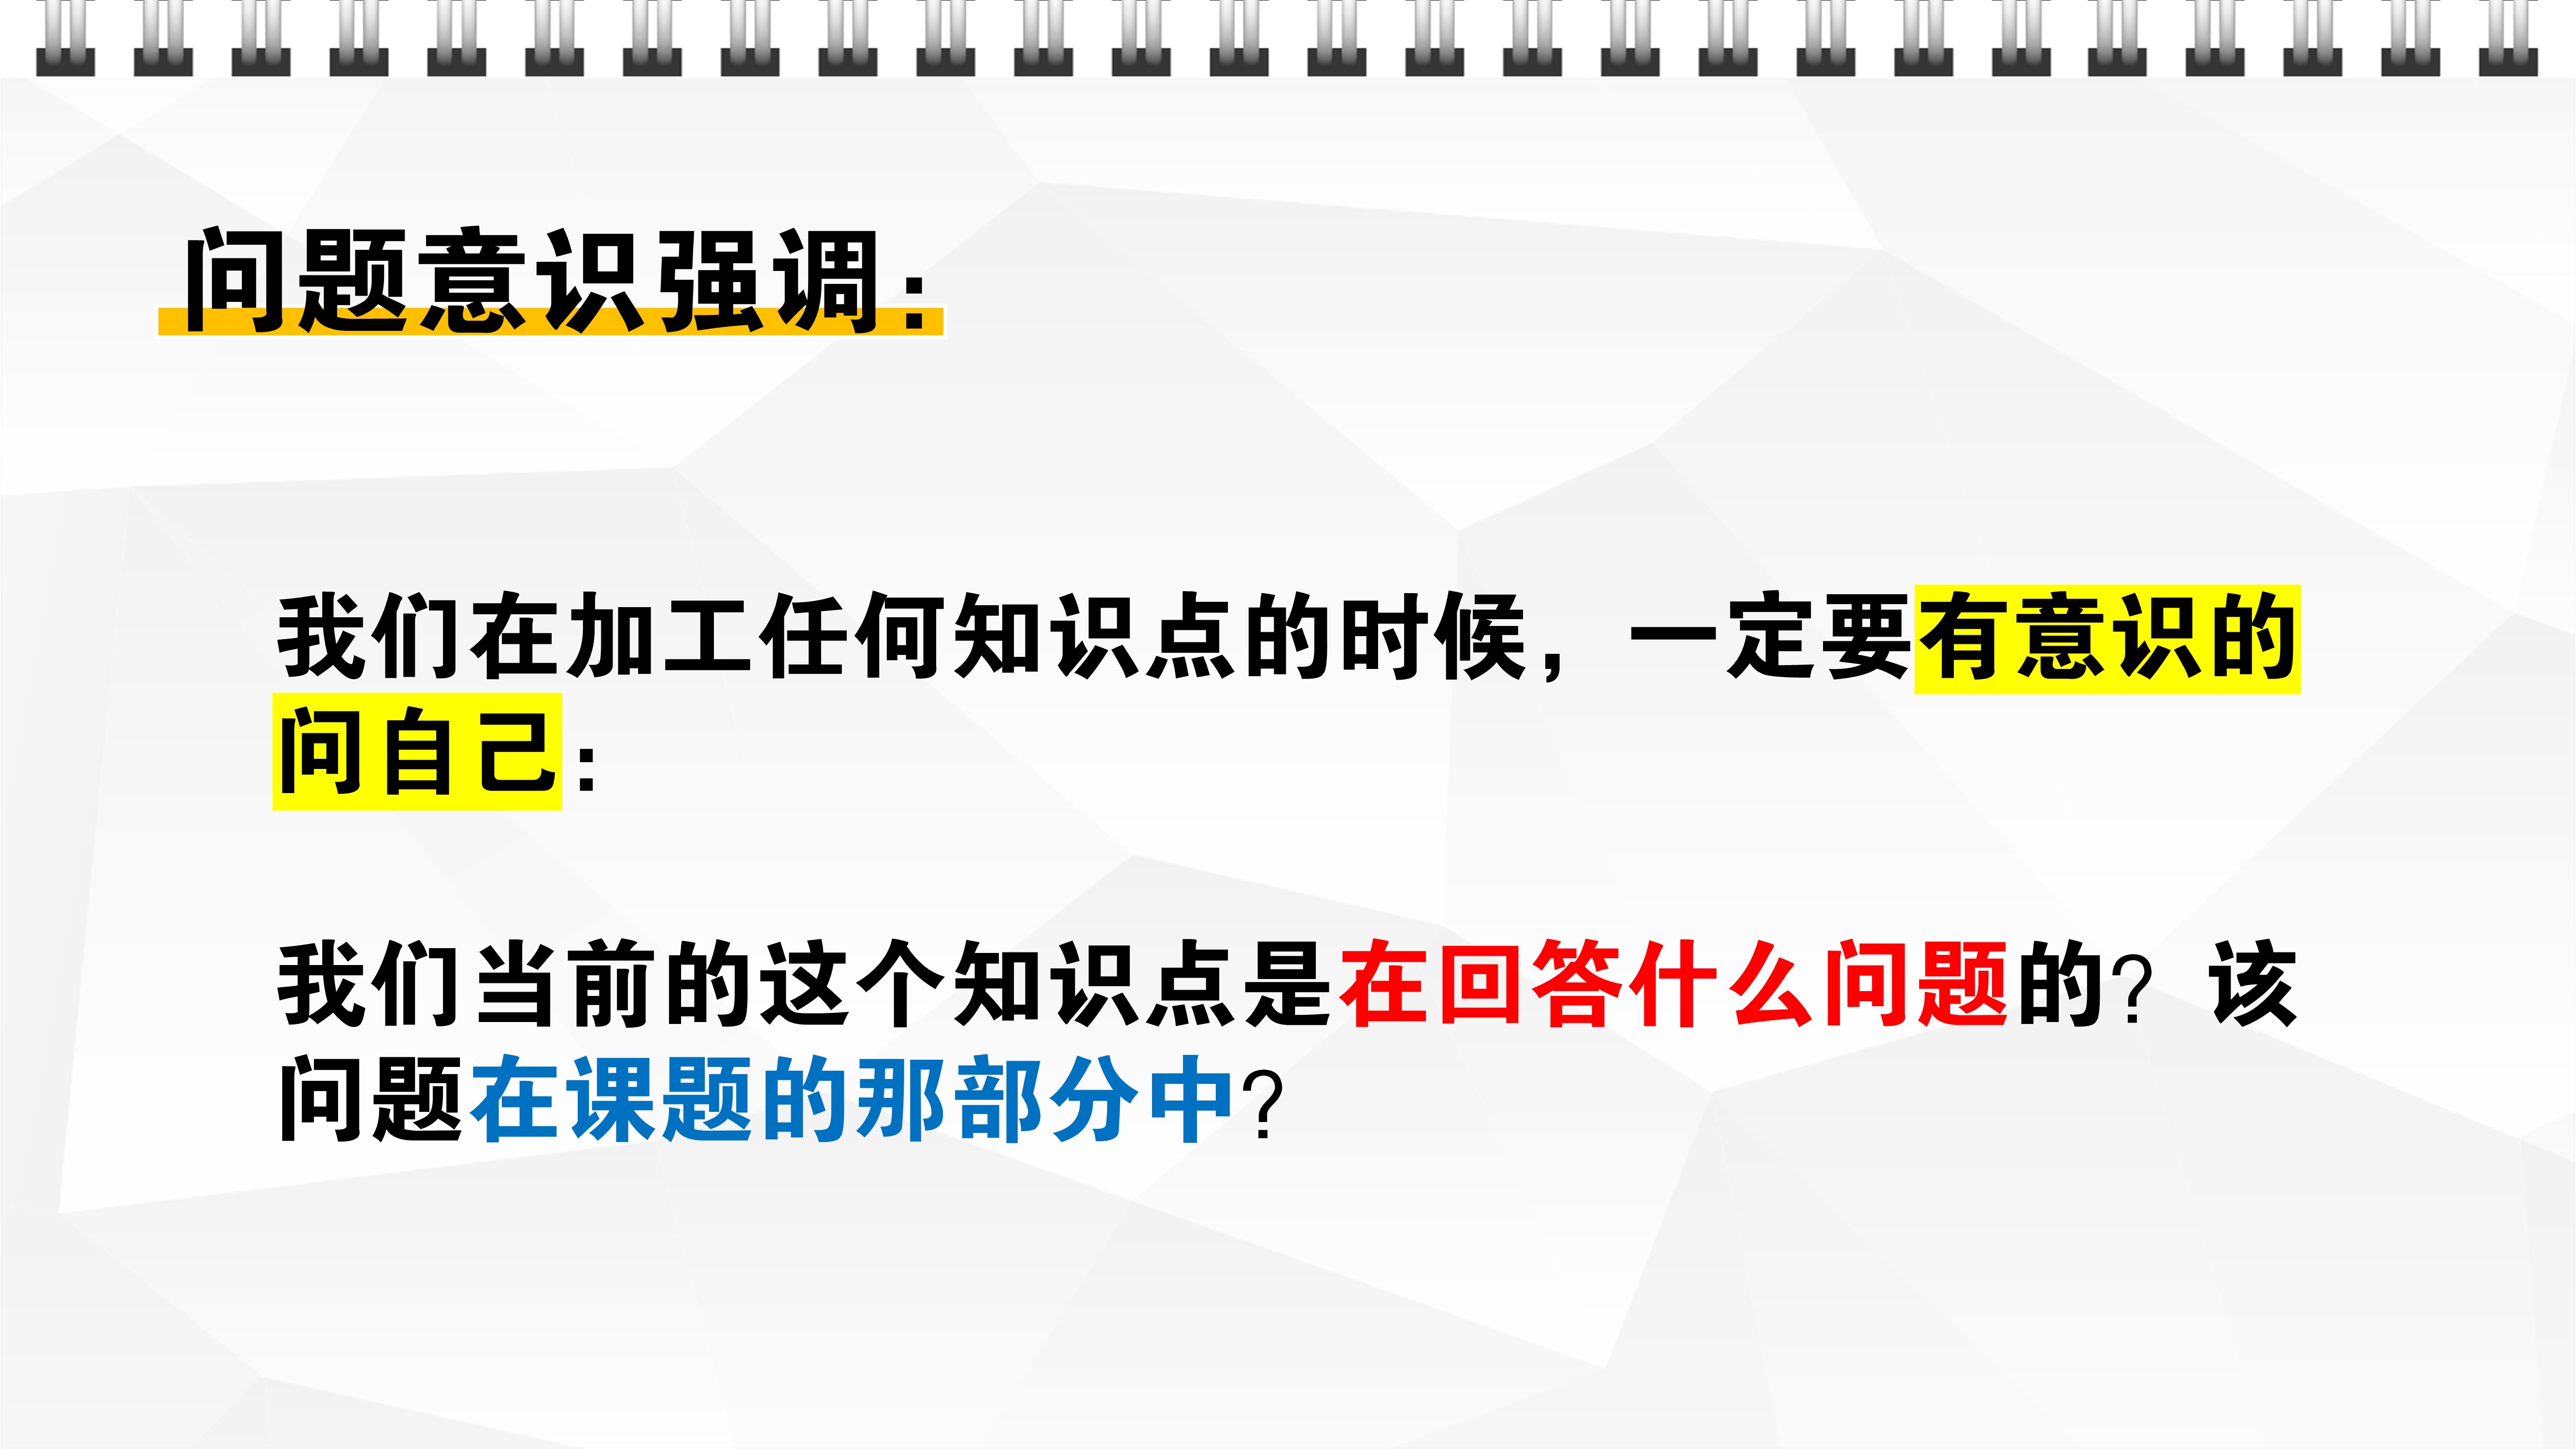 问题意识强调：
我们在加工任何知识点的时候，一定要有意识的
问自己：
我们当前的这个知识点是在回答什么问题的？该
问题在课题的那部分中？